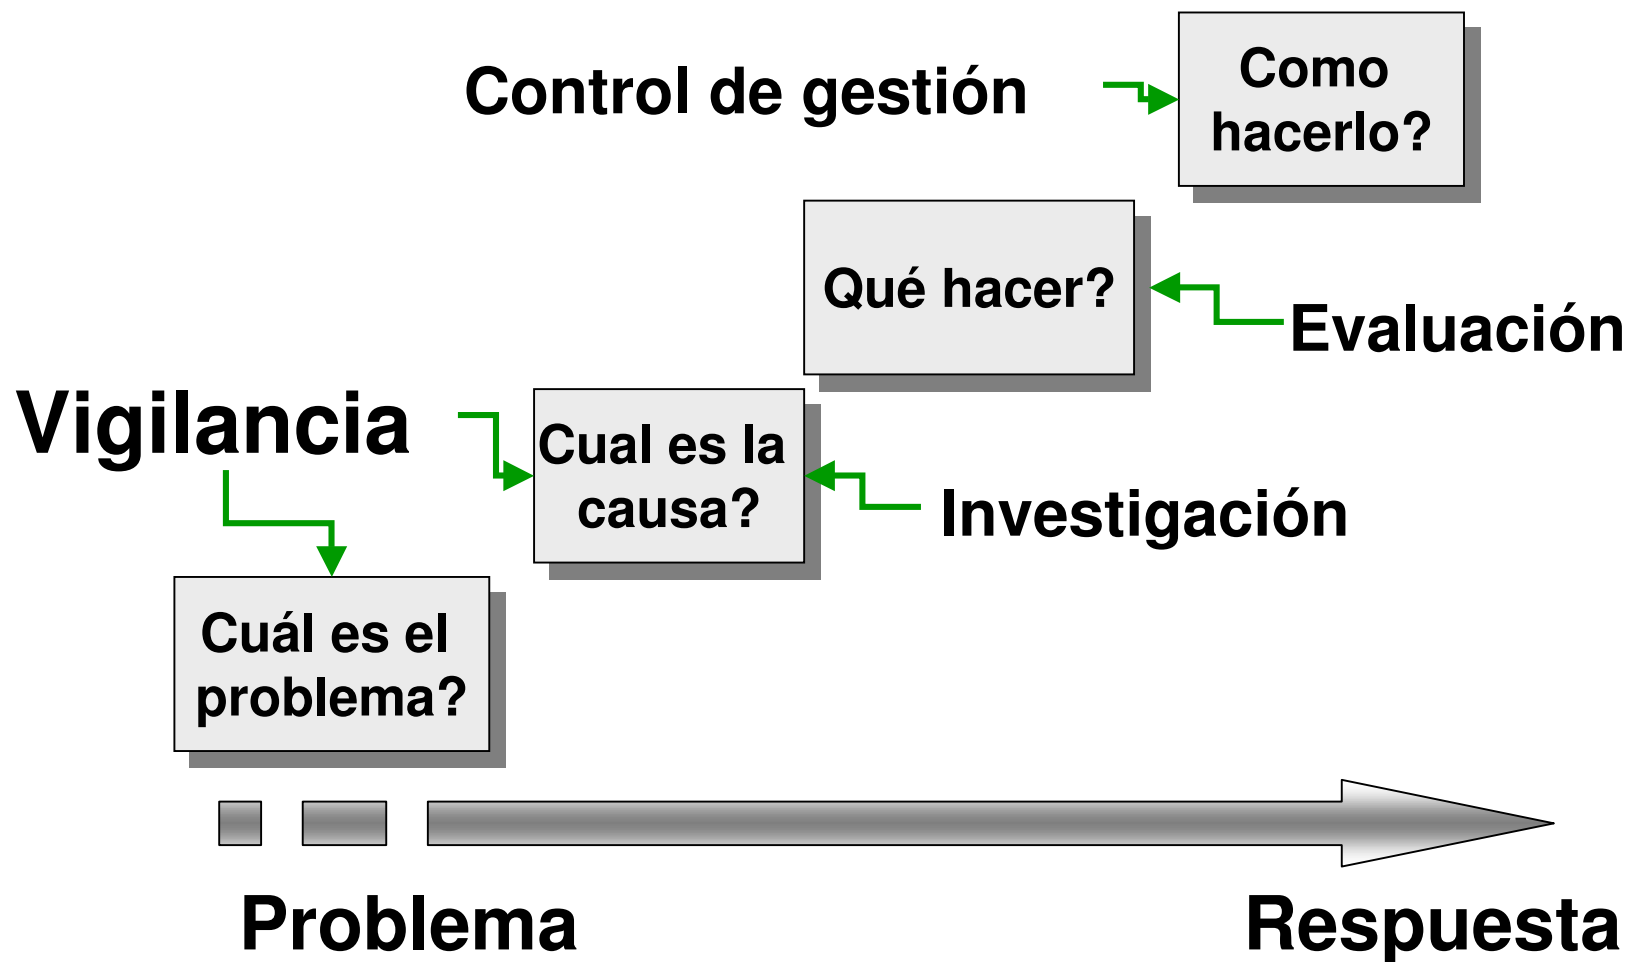 Control de gestión
Como
hacerlo?
Qué hacer?
Evaluación
Vigilancia
Cual es la
causa?
Investigación
Cuál es el
problema?
Problema
Respuesta